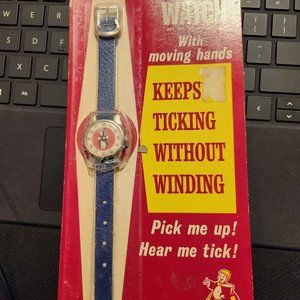 WATCH
With
moving hands
KEEPS
TICKING
WITHOUT
WINDING
Pick me up!
Hear me tick!